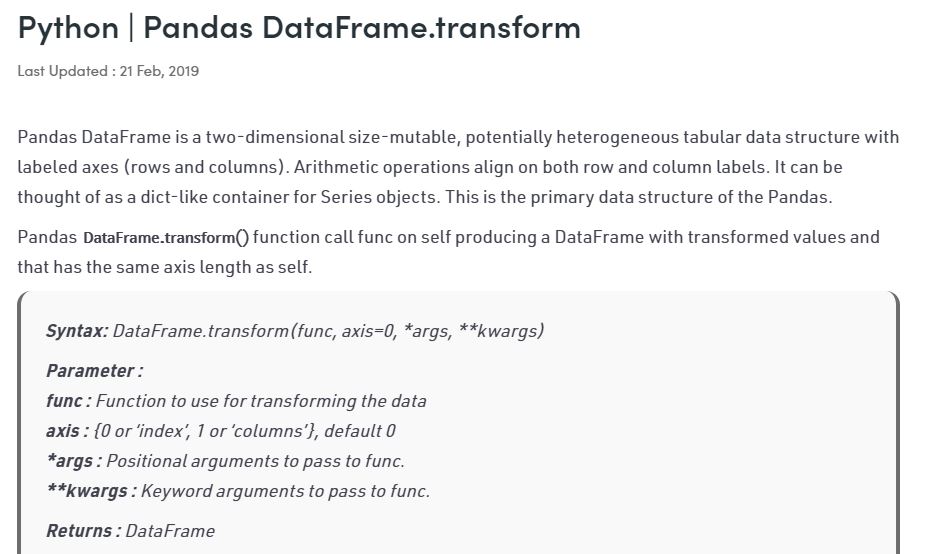 Python | Pandas DataFrame.transform
Last Updated : 21 Feb, 2019
Pandas DataFrame is a two-dimensional size-mutable, potentially heterogeneous tabular data structure with
labeled axes (rows and columns). Arithmetic operations align on both row and column labels. It can be
thought of as a dict-like container for Series objects. This is the primary data structure of the Pandas.
Pandas DataFrame.transform() function call func on self producing a DataFrame with transformed values and
that has the same axis length as self.
Syntax: DataFrame.transform(func, axis=0, *args, **kwargs)
Parameter :
func : Function to use for transforming the data
axis : {0 or ‘index’, 1 or ‘columns’}, default 0
*args : Positional arguments to pass to func.
**kwargs : Keyword arguments to pass to func.
Returns : DataFrame